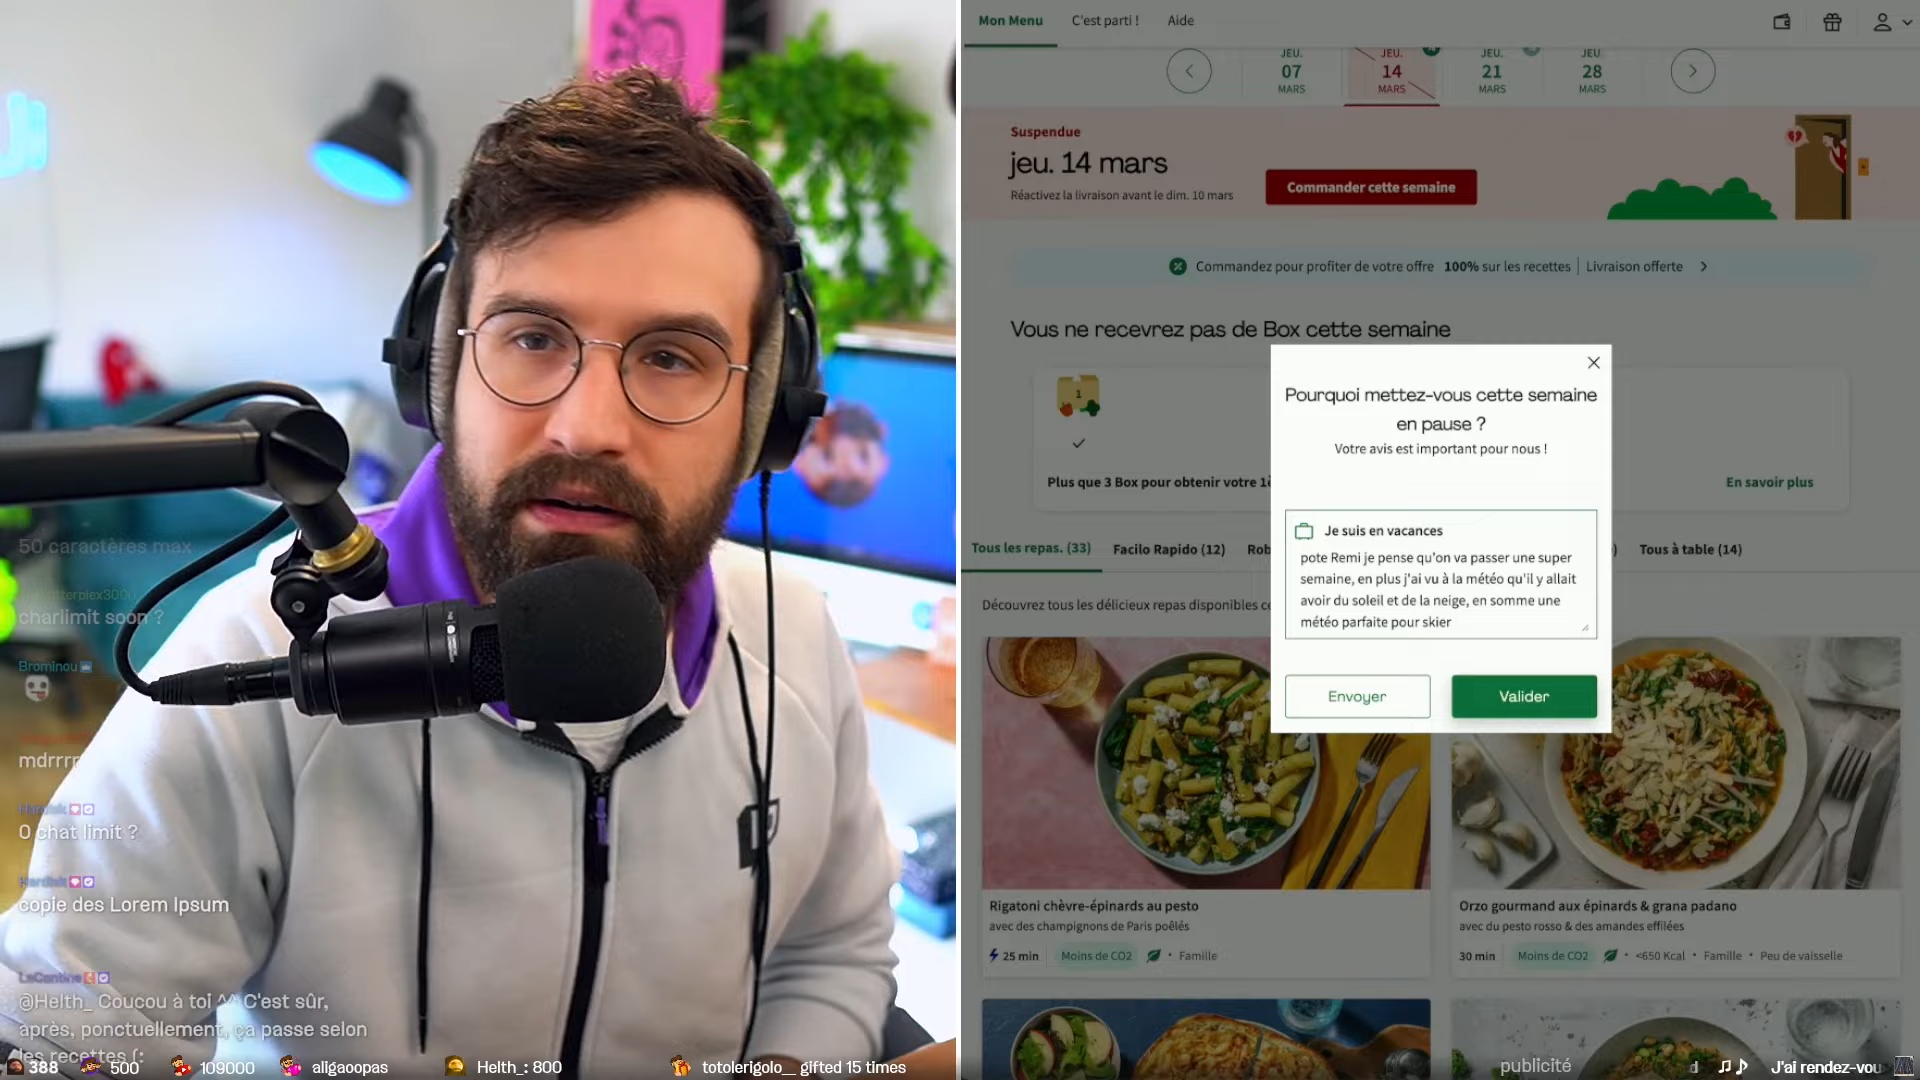 50 caractères max
charlimit soon ?
Brominou
mdrrrr
Hardisk
O chat limit ?
Hardisk
copie des Lorem Ipsum
LaCantine
@Helth_ Coucou à toi ^^ C'est sûr,
après, ponctuellement, ça passe selon
les recettes (:
388
500
109000
aligaoopas
Helth_: 800
totolerigolo__ gifted 15 times
Mon Menu
C'est parti !
Aide
JEU.
07
MARS
JEU.
14
MARS
JEU.
21
MARS
JEU.
28
MARS
Suspendue
jeu. 14 mars
Réactivez la livraison avant le dim. 10 mars
Commander cette semaine
Commandez pour profiter de votre offre 100% sur les recettes | Livraison offerte
Vous ne recevrez pas de Box cette semaine
1
Plus que 3 Box pour obtenir votre 1
En savoir plus
Pourquoi mettez-vous cette semaine
en pause ?
Votre avis est important pour nous !
Je suis en vacances
pote Remi je pense qu'on va passer une super
semaine, en plus j'ai vu à la météo qu'il y allait
avoir du soleil et de la neige, en somme une
météo parfaite pour skier
Envoyer
Valider
Tous les repas. (33)
Facilo Rapido (12)
Rob
Tous à table (14)
Découvrez tous les délicieux repas disponibles ce
Rigatoni chèvre-épinards au pesto
avec des champignons de Paris poêlés
25 min
Moins de CO2
• Famille
Orzo gourmand aux épinards & grana padano
avec du pesto rosso & des amandes effilées
30 min
Moins de CO2
• <650 Kcal • Famille • Peu de vaisselle
publicité
d
J'ai rendez-vou